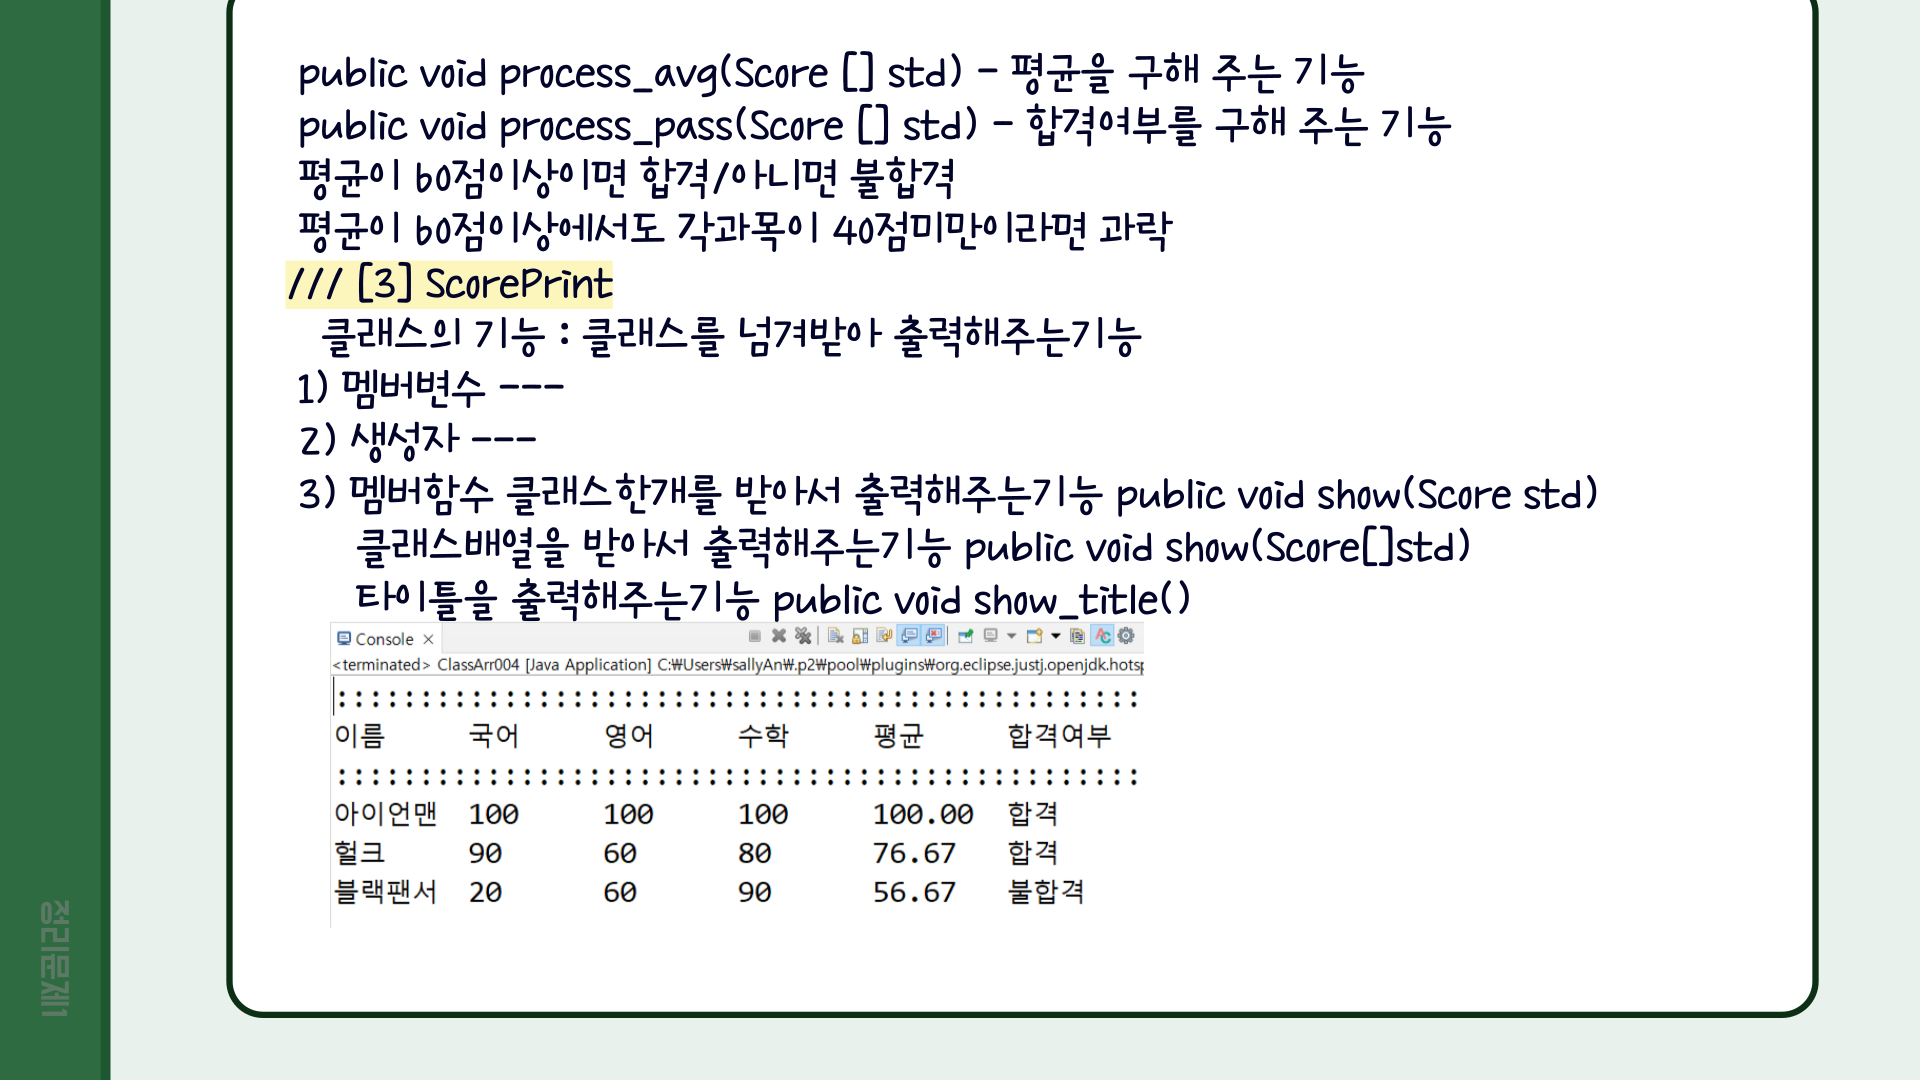 public void process_avg(Score [] std) - 평균을 구해 주는 기능
public void process_pass(Score [] std) - 합격여부를 구해 주는 기능
평균이 60점이상이면 합격/아니면 불합격
평균이 60점이상에서도 각과목이 40점미만이라면 과락
/// [3] ScorePrint
클래스의 기능 : 클래스를 넘겨받아 출력해주는기능
1) 멤버변수 ---
2) 생성자 ---
3) 멤버함수 클래스한개를 받아서 출력해주는기능 public void show(Score std)
클래스배열을 받아서 출력해주는기능 public void show(Score[]std)
타이틀을 출력해주는기능 public void show_title()
Console ×
<terminated> ClassArr004 [Java Application] C:₩Users₩sallyAn₩.p2₩pool₩plugins₩org.eclipse.justj.openjdk.hotsp
::::::::::::::::::::::::::::::::::::::::::::::::
이름 국어 영어 수학 평균 합격여부
::::::::::::::::::::::::::::::::::::::::::::::::
아이언맨 100 100 100 100.00 합격
헐크 90 60 80 76.67 합격
블랙팬서 20 60 90 56.67 불합격
정리문제1